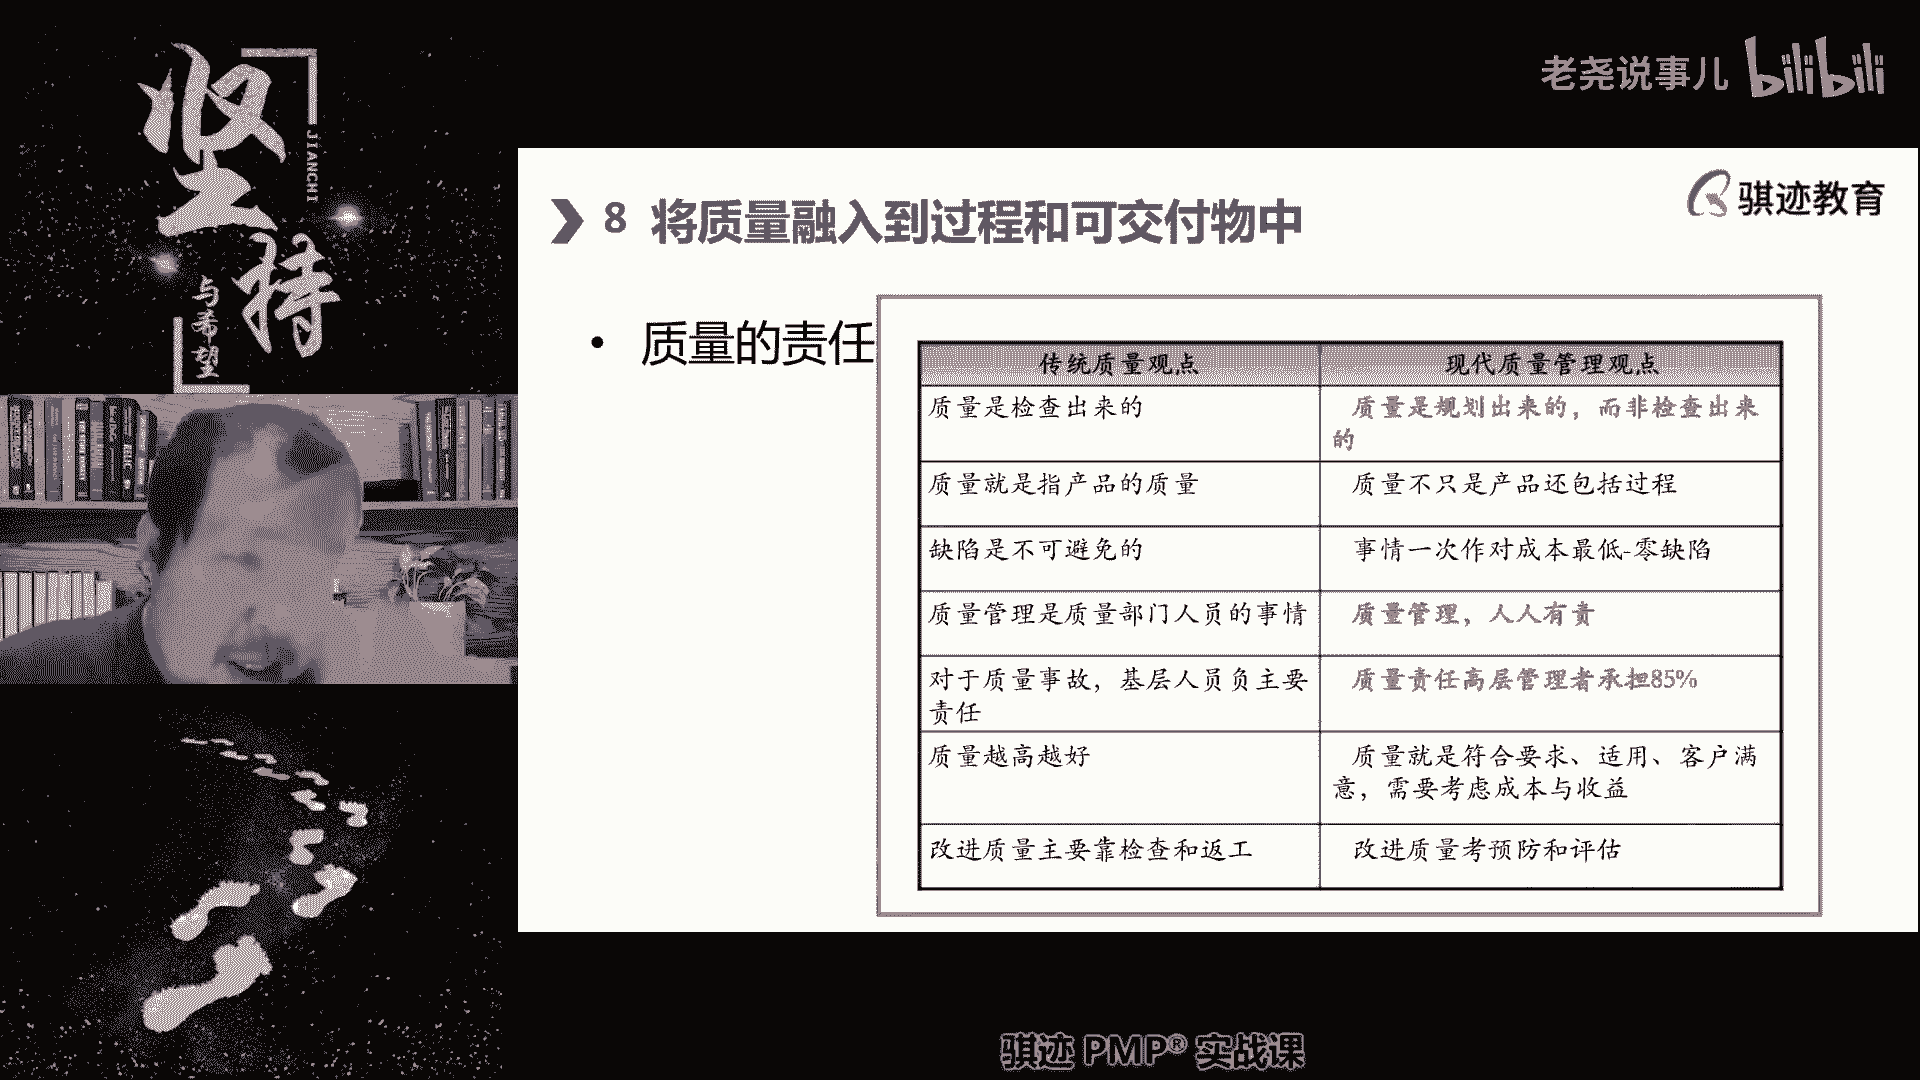 坚持
JIANCHI
与希望
老尧说事儿 bilibili
骐迹教育
8 将质量融入到过程和可交付物中
• 质量的责任
传统质量观点
现代质量管理观点
质量是检查出来的
质量是规划出来的，而非检查出来
的
质量就是指产品的质量
质量不只是产品还包括过程
缺陷是不可避免的
事情一次作对成本最低-零缺陷
质量管理是质量部门人员的事情
质量管理，人人有责
对于质量事故，基层人员负主要
责任
质量责任高层管理者承担85%
质量越高越好
质量就是符合要求、适用、客户满
意，需要考虑成本与收益
改进质量主要靠检查和返工
改进质量考预防和评估
骐迹 PMP® 实战课